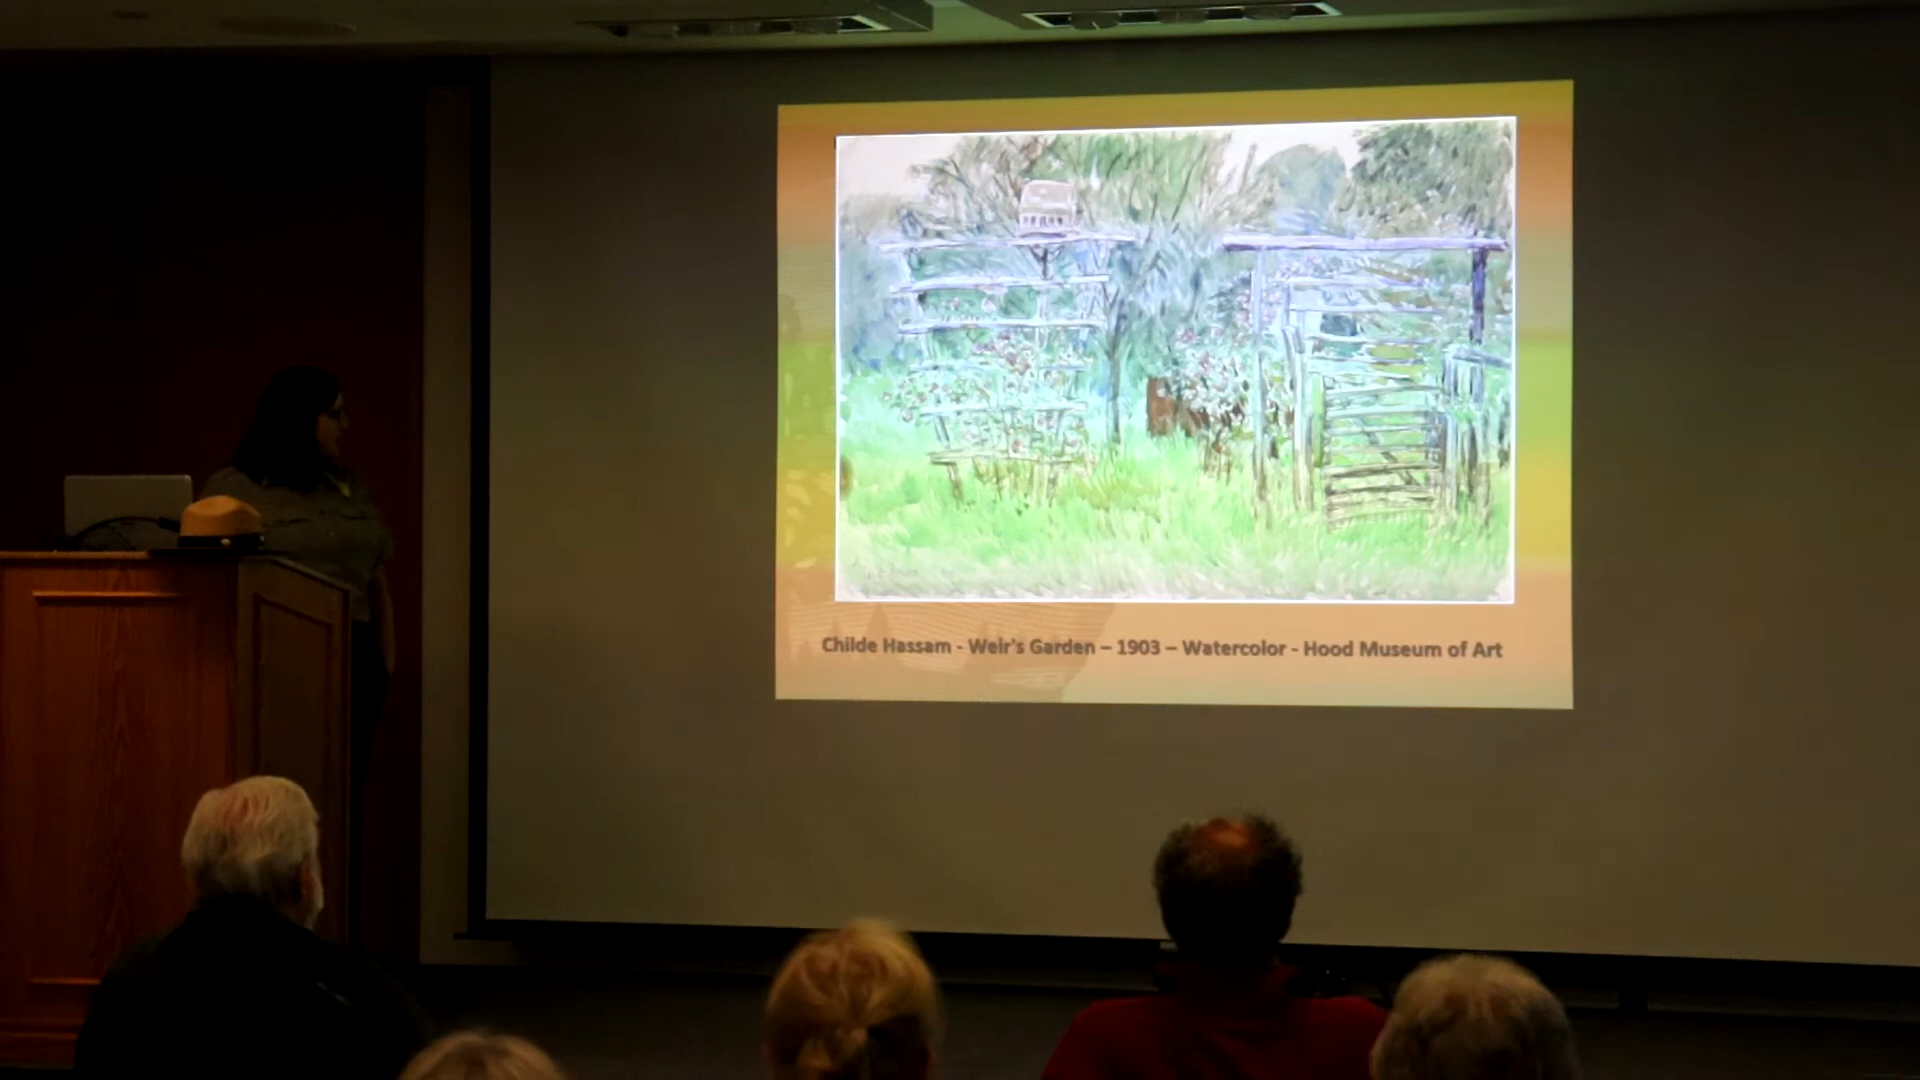 Childe Hassam - Weir's Garden – 1903 – Watercolor - Hood Museum of Art